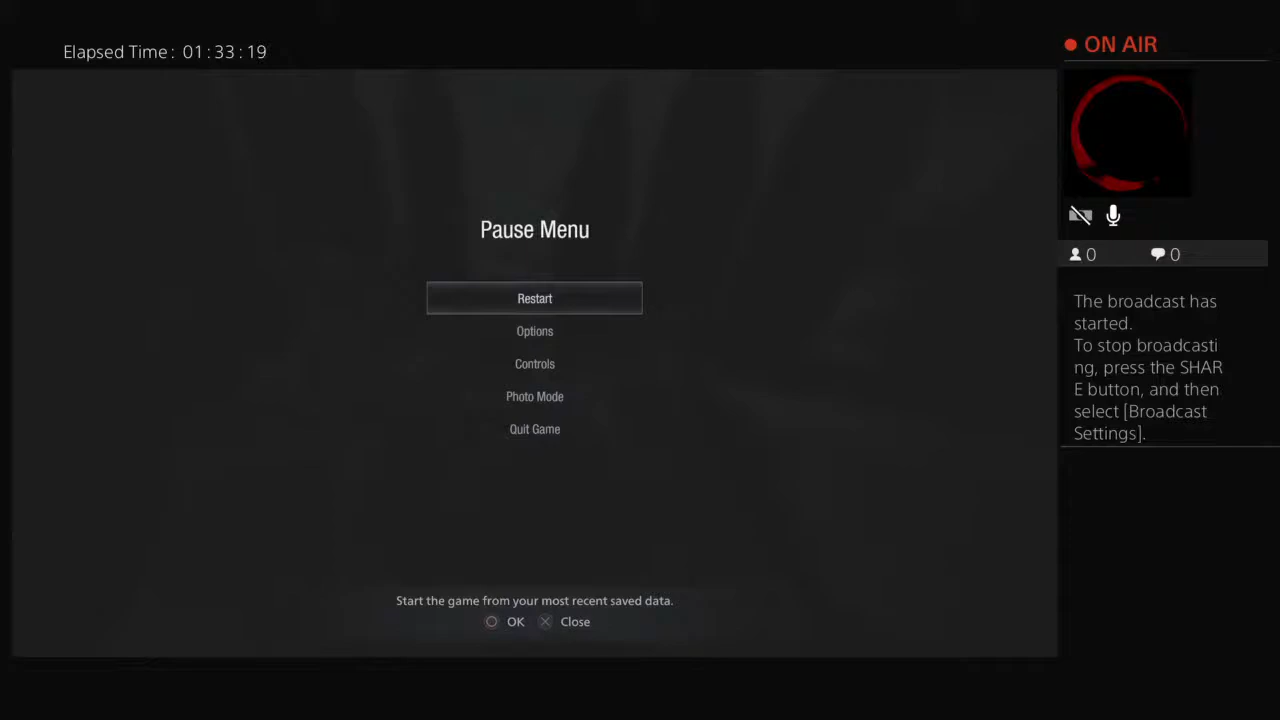 Elapsed Time: 01:33:19
ON AIR
0 0
The broadcast has
started.
To stop broadcasti
ng, press the SHAR
E button, and then
select [Broadcast
Settings].
Pause Menu
Restart
Options
Controls
Photo Mode
Quit Game
Start the game from your most recent saved data.
OK Close